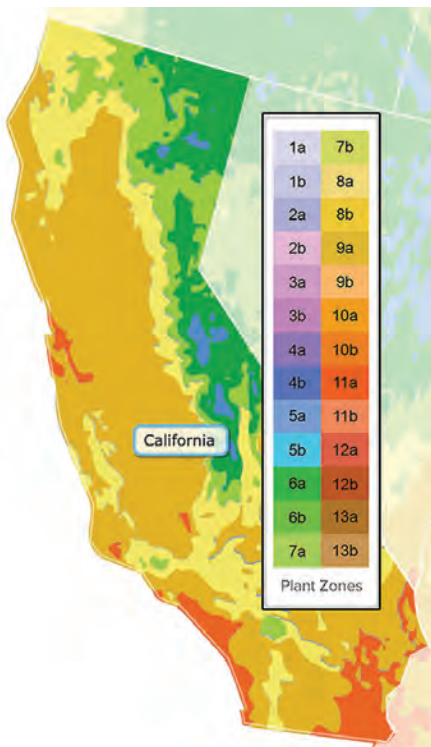 1a 7b
1b 8a
2a 8b
2b 9a
3a 9b
3b 10a
4a 10b
4b 11a
5a 11b
5b 12a
6a 12b
6b 13a
7a 13b
Plant Zones
California